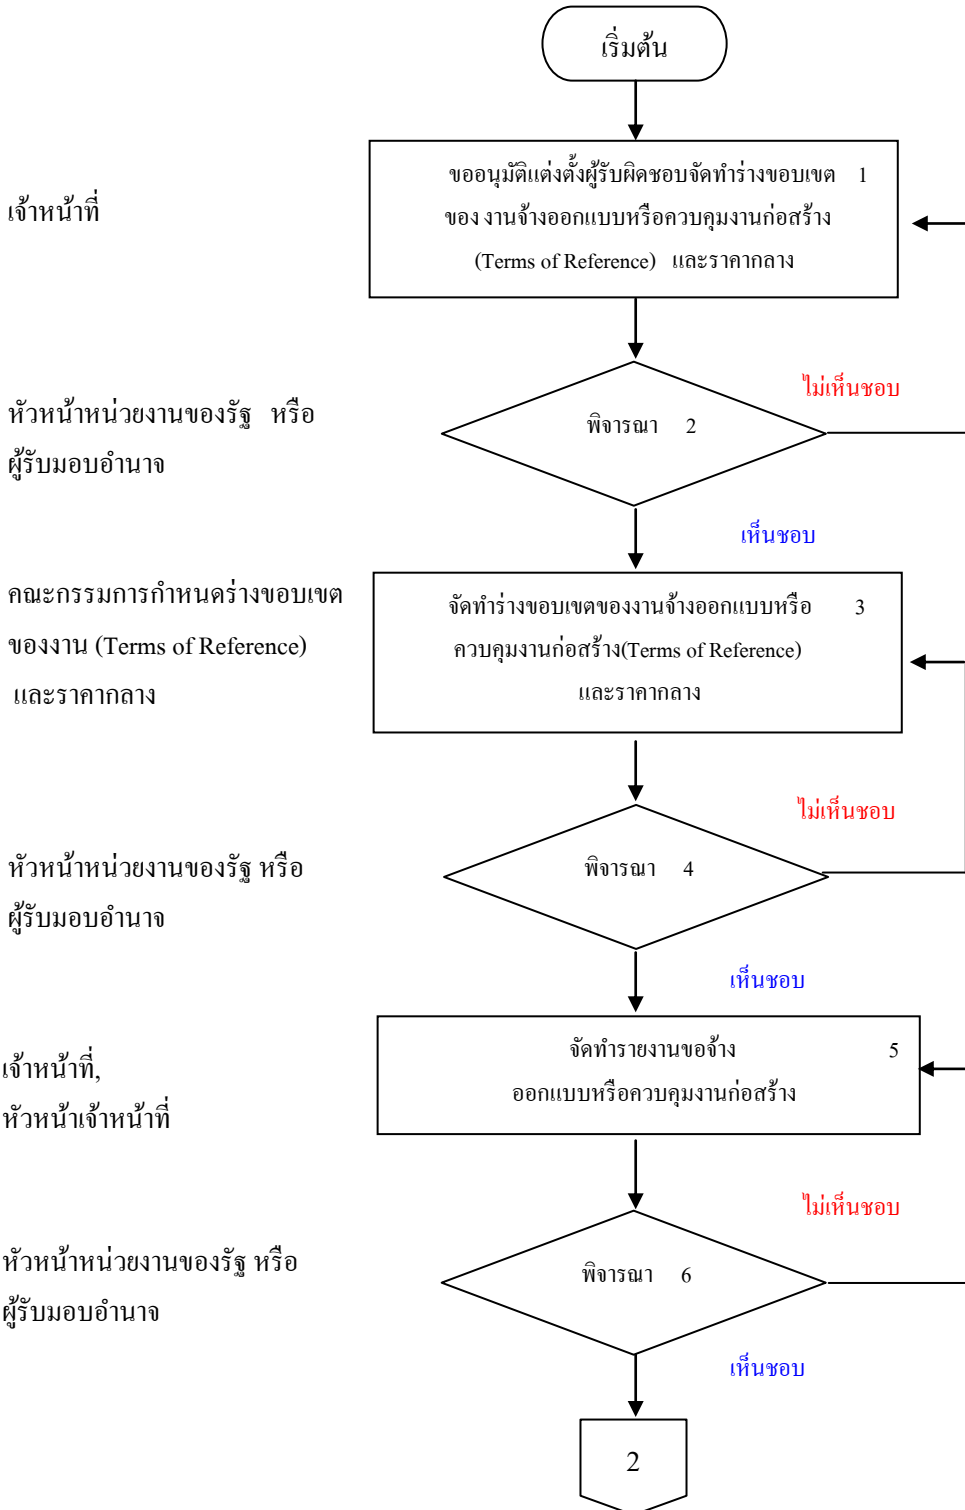 เริ่มต้น
เจ้าหน้าที่
ขออนุมัติแต่งตั้งผู้รับผิดชอบจัดทำร่างขอบเขต 1
ของ งานจ้างออกแบบหรือควบคุมงานก่อสร้าง
(Terms of Reference) และราคากลาง
หัวหน้าหน่วยงานของรัฐ หรือ
ผู้รับมอบอำนาจ
พิจารณา 2
ไม่เห็นชอบ
เห็นชอบ
คณะกรรมการกำหนดร่างขอบเขต
ของงาน (Terms of Reference)
และราคากลาง
จัดทำร่างขอบเขตของงานจ้างออกแบบหรือ 3
ควบคุมงานก่อสร้าง(Terms of Reference)
และราคากลาง
หัวหน้าหน่วยงานของรัฐ หรือ
ผู้รับมอบอำนาจ
พิจารณา 4
ไม่เห็นชอบ
เห็นชอบ
เจ้าหน้าที่,
หัวหน้าเจ้าหน้าที่
จัดทำรายงานขอจ้าง 5
ออกแบบหรือควบคุมงานก่อสร้าง
หัวหน้าหน่วยงานของรัฐ หรือ
ผู้รับมอบอำนาจ
พิจารณา 6
ไม่เห็นชอบ
เห็นชอบ
2